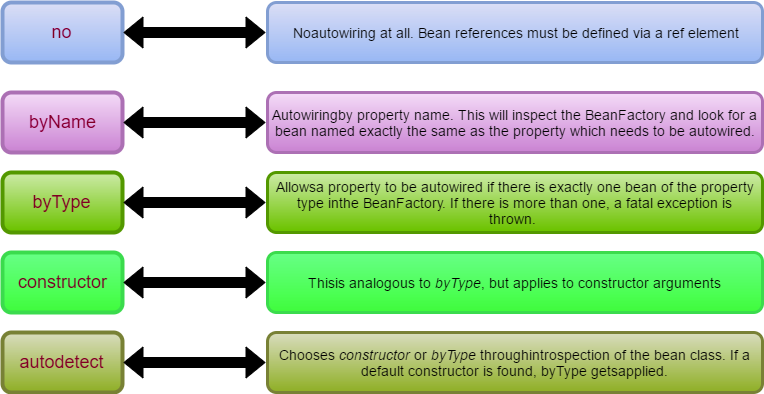 no
Noautowiring at all. Bean references must be defined via a ref element
byName
Autowiringby property name. This will inspect the BeanFactory and look for a
bean named exactly the same as the property which needs to be autowired.
byType
Allowsa property to be autowired if there is exactly one bean of the property
type inthe BeanFactory. If there is more than one, a fatal exception is
thrown.
constructor
Thisis analogous to byType, but applies to constructor arguments
autodetect
Chooses constructor or byType throughintrospection of the bean class. If a
default constructor is found, byType getsapplied.